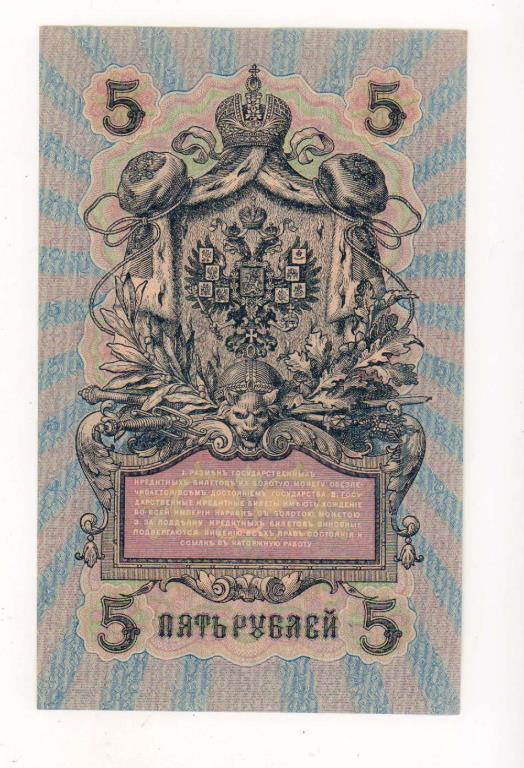 5 5
1. РАЗМѢНЪ ГОСУДАРСТВЕННЫХЪ
КРЕДИТНЫХЪ БИЛЕТОВЪ НА ЗОЛОТУЮ МОНЕТУ ОБЕЗПЕ-
ЧИВАЕТСЯ ВСѢМЪ ДОСТОЯНІЕМЪ ГОСУДАРСТВА. 2. ГОСУ-
ДАРСТВЕННЫЕ КРЕДИТНЫЕ БИЛЕТЫ ИМѢЮТЪ ХОЖДЕНІЕ
ВО ВСЕЙ ИМПЕРІИ НАРАВНѢ СЪ ЗОЛОТОЮ МОНЕТОЮ.
3. ЗА ПОДДѢЛКУ КРЕДИТНЫХЪ БИЛЕТОВЪ ВИНОВНЫЕ
ПОДВЕРГАЮТСЯ ЛИШЕНІЮ ВСѢХЪ ПРАВЪ СОСТОЯНІЯ И
ССЫЛКѢ ВЪ КАТОРЖНУЮ РАБОТУ
5 ПЯТЬ РУБЛЕЙ 5